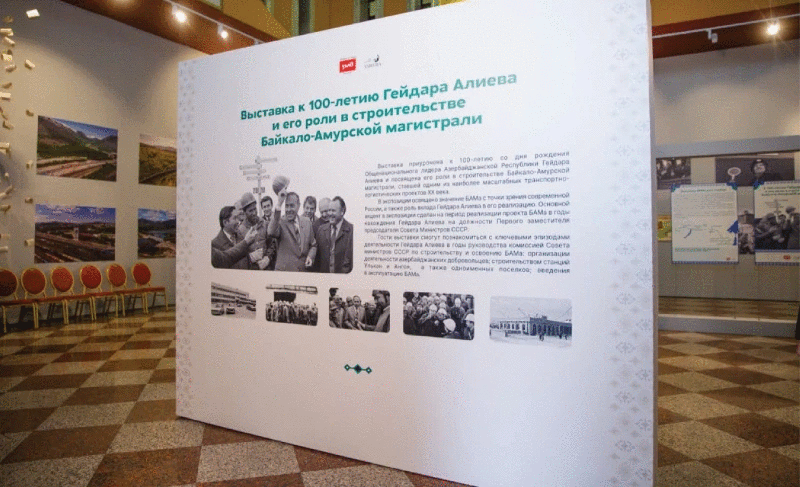 РЖД
Выставка к 100-летию Гейдара Алиева
и его роли в строительстве
Байкало-Амурской магистрали
Выставка приурочена к 100-летию со дня рождения
Общенационального лидера Азербайджанской Республики Гейдара
Алиева и посвящена его роли в строительстве Байкало-Амурской
магистрали, ставшей одним из наиболее масштабных транспортно-
логистических проектов XX века.
В экспозиции освещено значение БАМа с точки зрения современной
России, а также роль вклада Гейдара Алиева в его реализацию. Основной
акцент в экспозиции сделан на период реализации проекта БАМа в годы
нахождения Гейдара Алиева на должности Первого заместителя
председателя Совета Министров СССР.
Гости выставки смогут познакомиться с ключевыми эпизодами
деятельности Гейдара Алиева в годы руководства комиссией Совета
министров СССР по строительству и освоению БАМа: организации
деятельности азербайджанских добровольцев; строительством станций
Улькан и Ангоя, а также одноименных поселков; введения
в эксплуатацию БАМа.